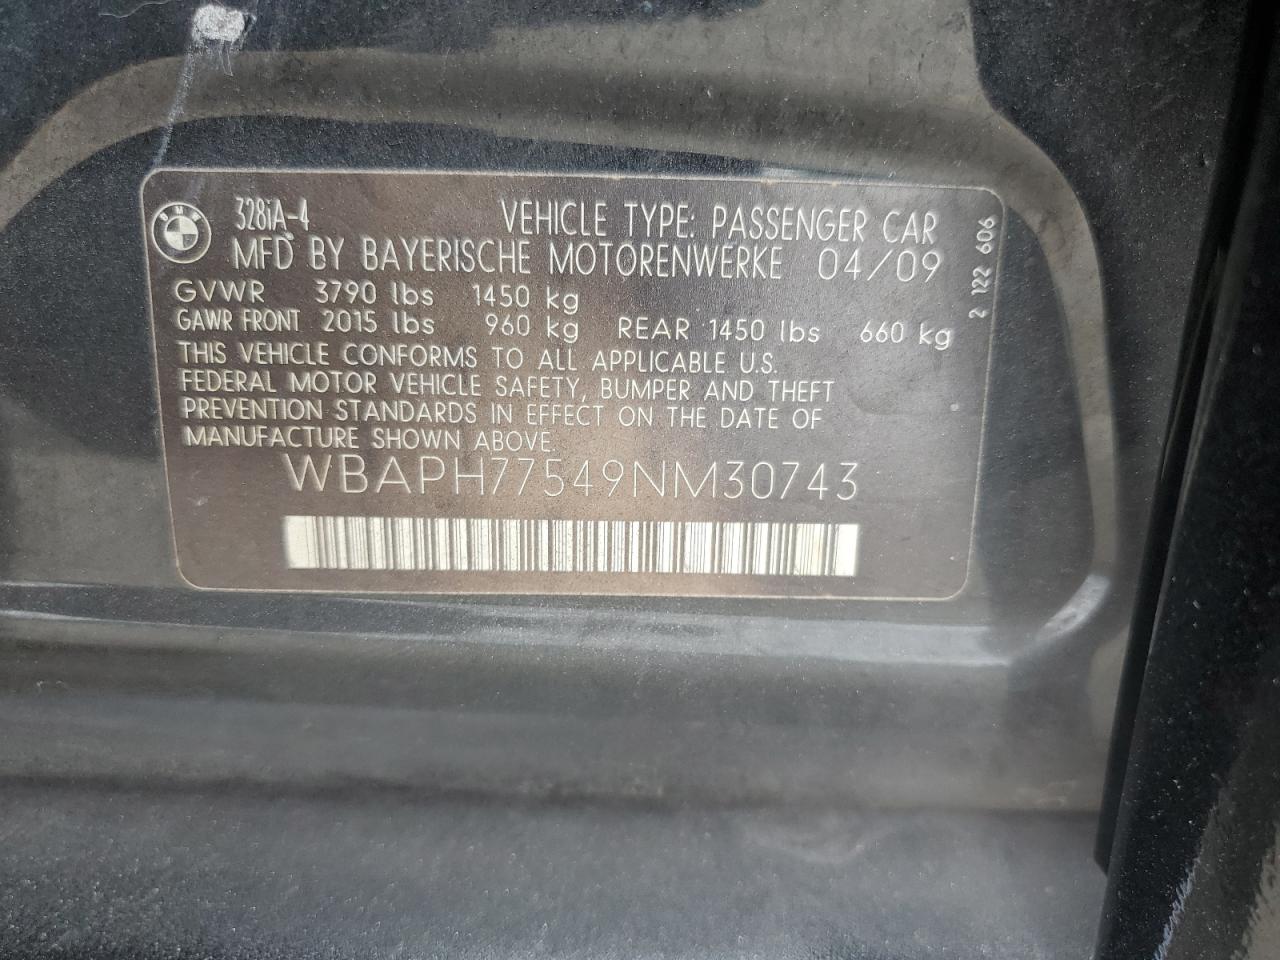 BMW
328iA-4 VEHICLE TYPE: PASSENGER CAR
MFD BY BAYERISCHE MOTORENWERKE 04/09
GVWR 3790 lbs 1450 kg
GAWR FRONT 2015 lbs 960 kg REAR 1450 lbs 660 kg
THIS VEHICLE CONFORMS TO ALL APPLICABLE U.S.
FEDERAL MOTOR VEHICLE SAFETY, BUMPER AND THEFT
PREVENTION STANDARDS IN EFFECT ON THE DATE OF
MANUFACTURE SHOWN ABOVE.
WBAPH77549NM30743
2 122 606